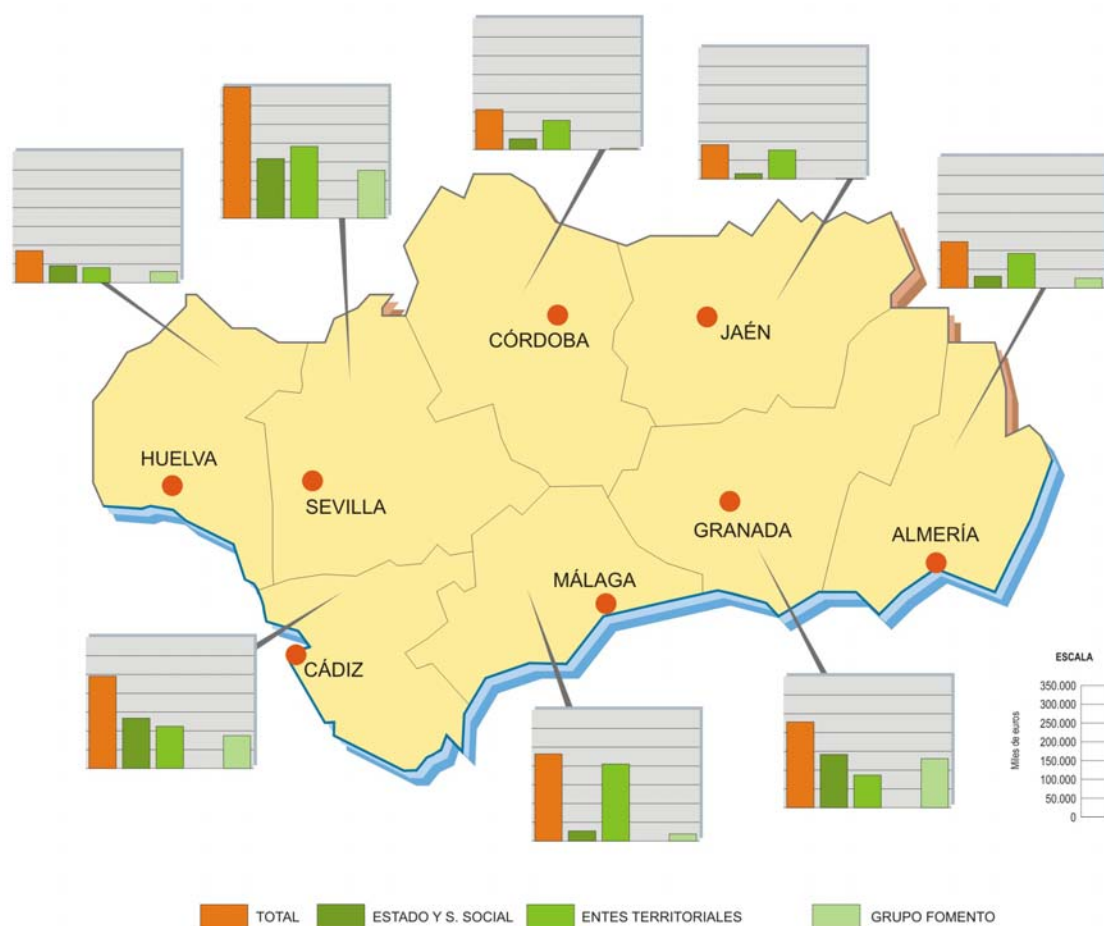 CÓRDOBA
JAÉN
HUELVA
SEVILLA
GRANADA
ALMERÍA
MÁLAGA
CÁDIZ
ESCALA
Miles de euros
350.000
300.000
250.000
200.000
150.000
100.000
50.000
0
TOTAL
ESTADO Y S. SOCIAL
ENTES TERRITORIALES
GRUPO FOMENTO